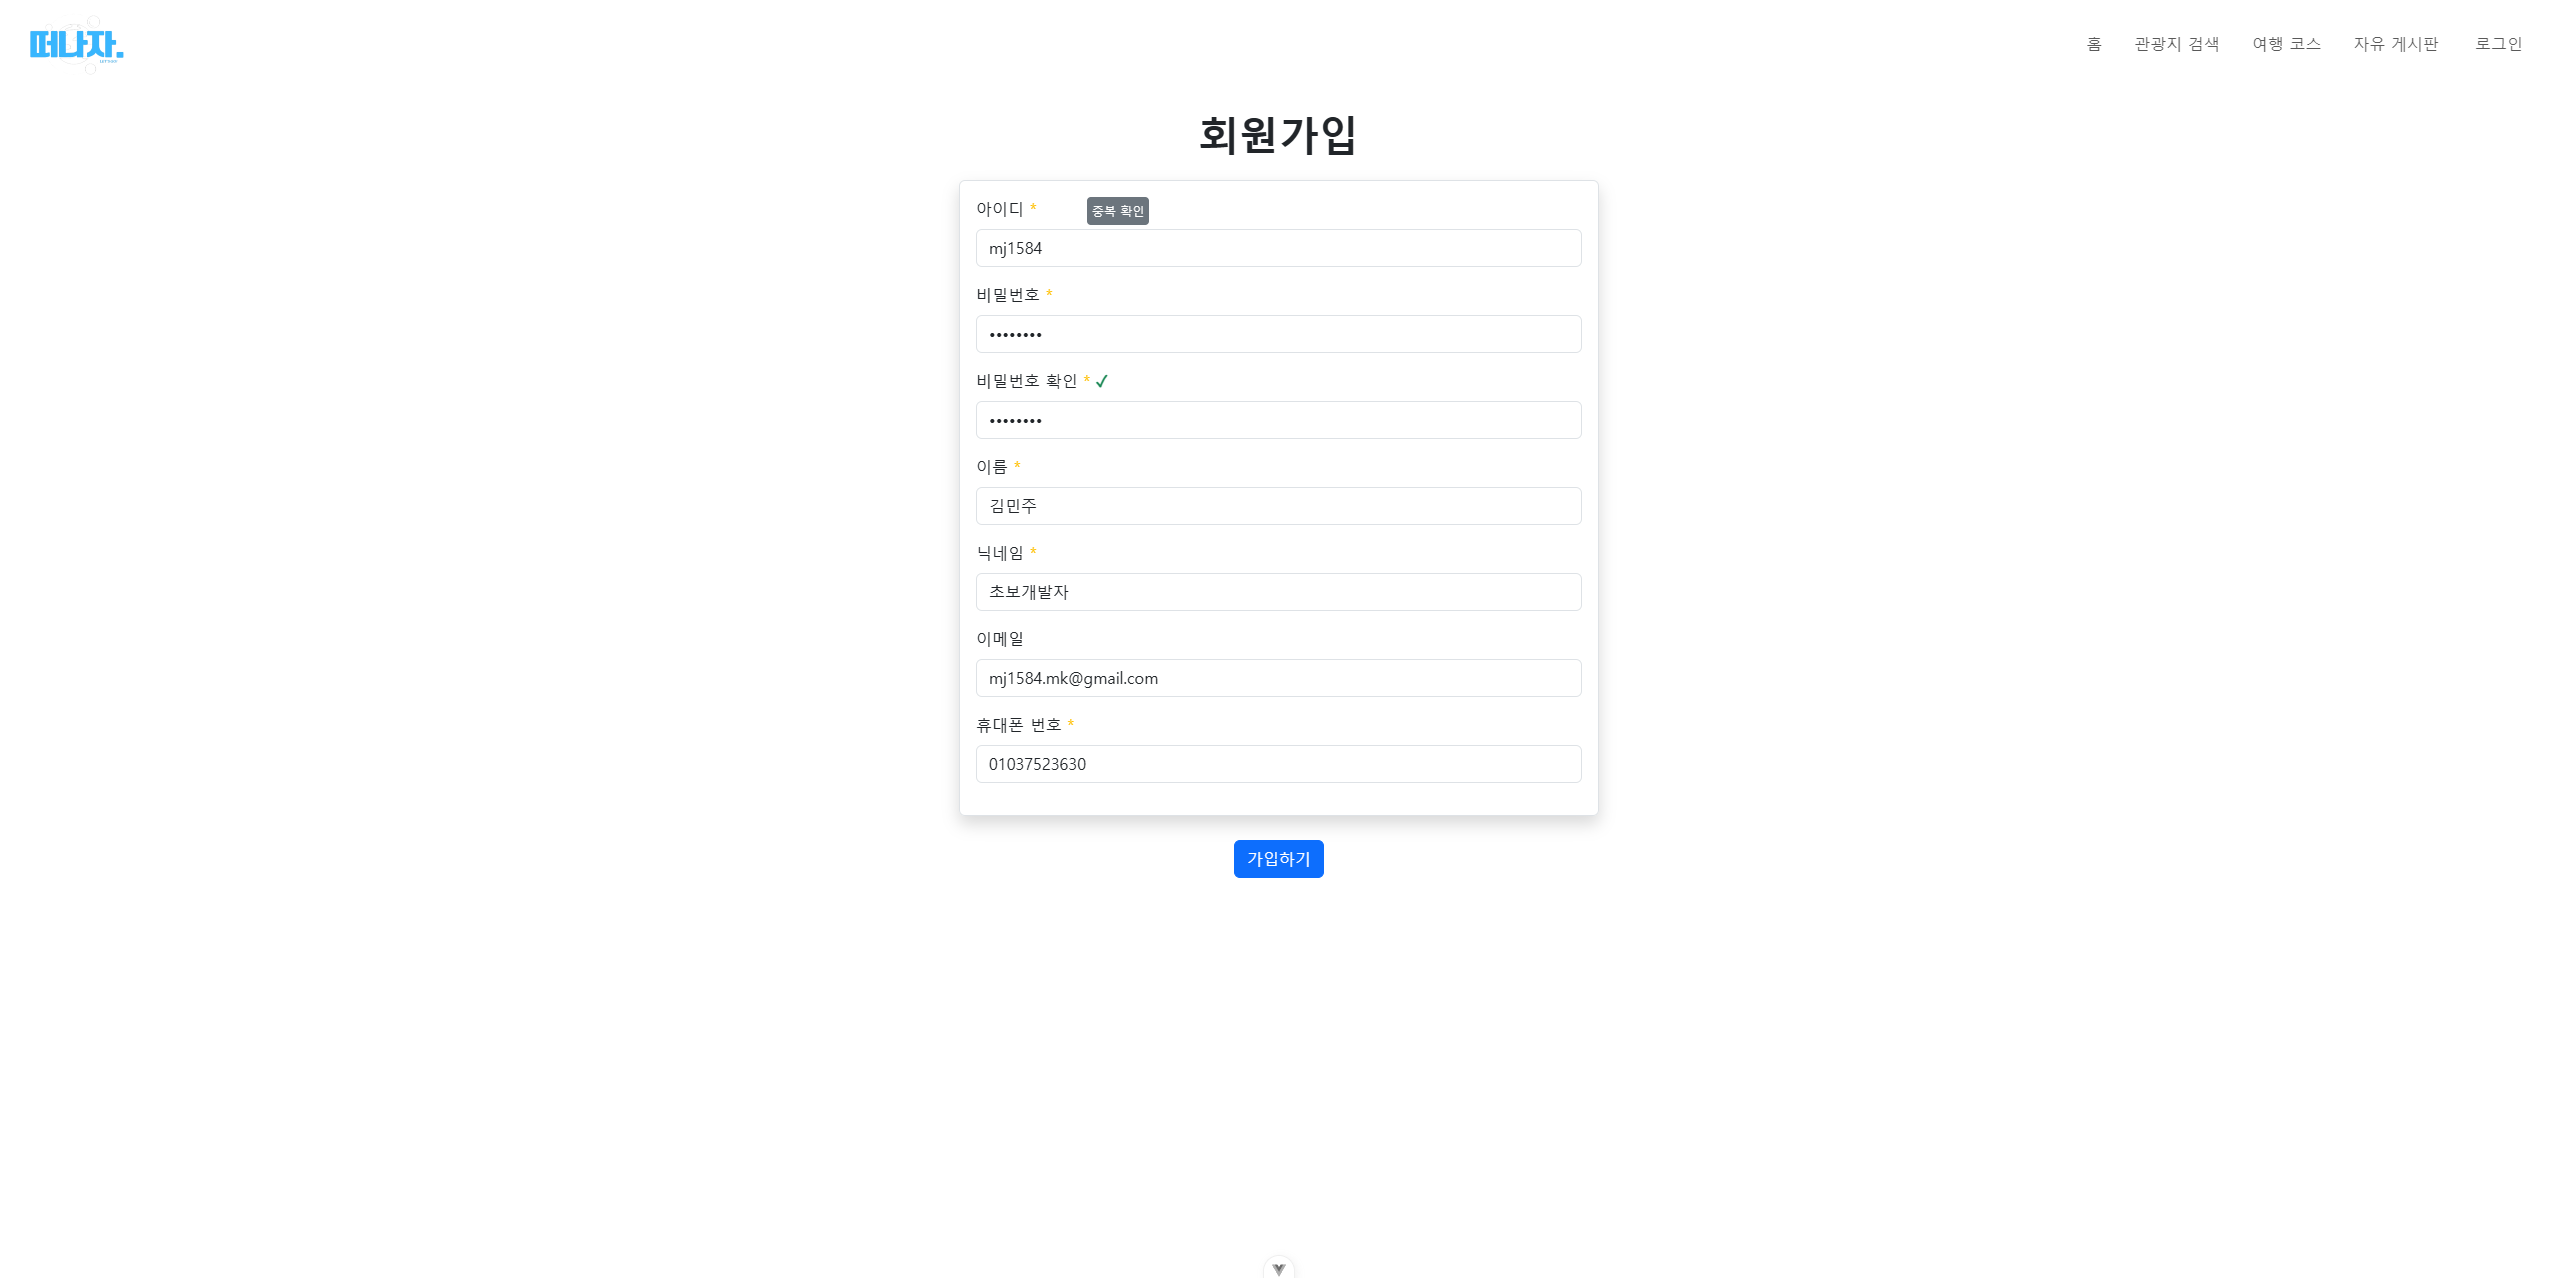 떠나자.
홈 관광지 검색 여행 코스 자유 게시판 로그인
회원가입
아이디 * 중복 확인
mj1584
비밀번호 *
••••••••
비밀번호 확인 * ✓
••••••••
이름 *
김민주
닉네임 *
초보개발자
이메일
mj1584.mk@gmail.com
휴대폰 번호 *
01037523630
가입하기